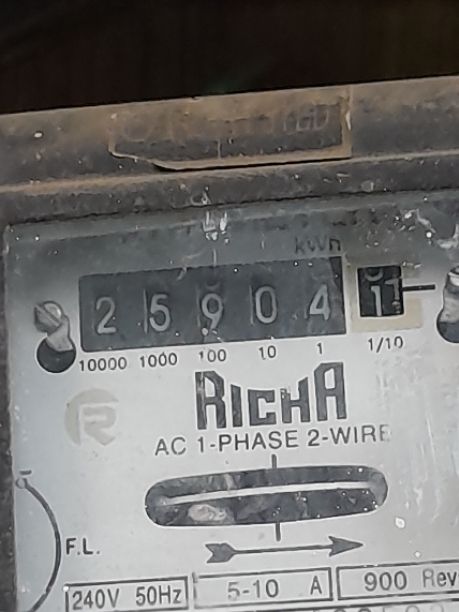 kWh
2 5 9 0 4 1
10000 1000 100 10 1 1/10
RICHA
AC 1-PHASE 2-WIRE
F.L.
240V 50Hz 5-10 A 900 Rev